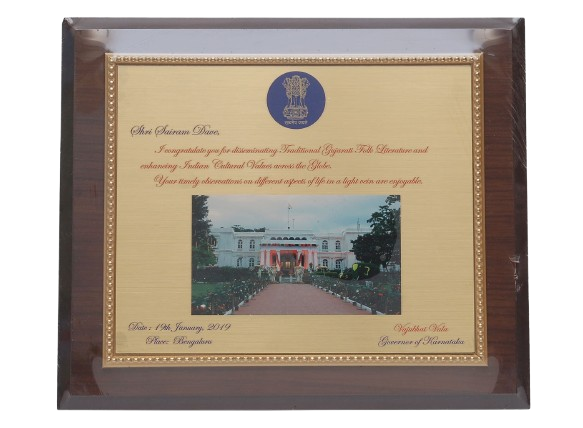 Shri Sairam Dave,
I congratulate you for disseminating Traditional Gujarati Folk Literature and
enhancing Indian Cultural Values across the Globe.
Your timely observations on different aspects of life in a light vein are enjoyable.
Date : 19th January, 2019
Place: Bengaluru
Vajubhai Vala
Governor of Karnataka